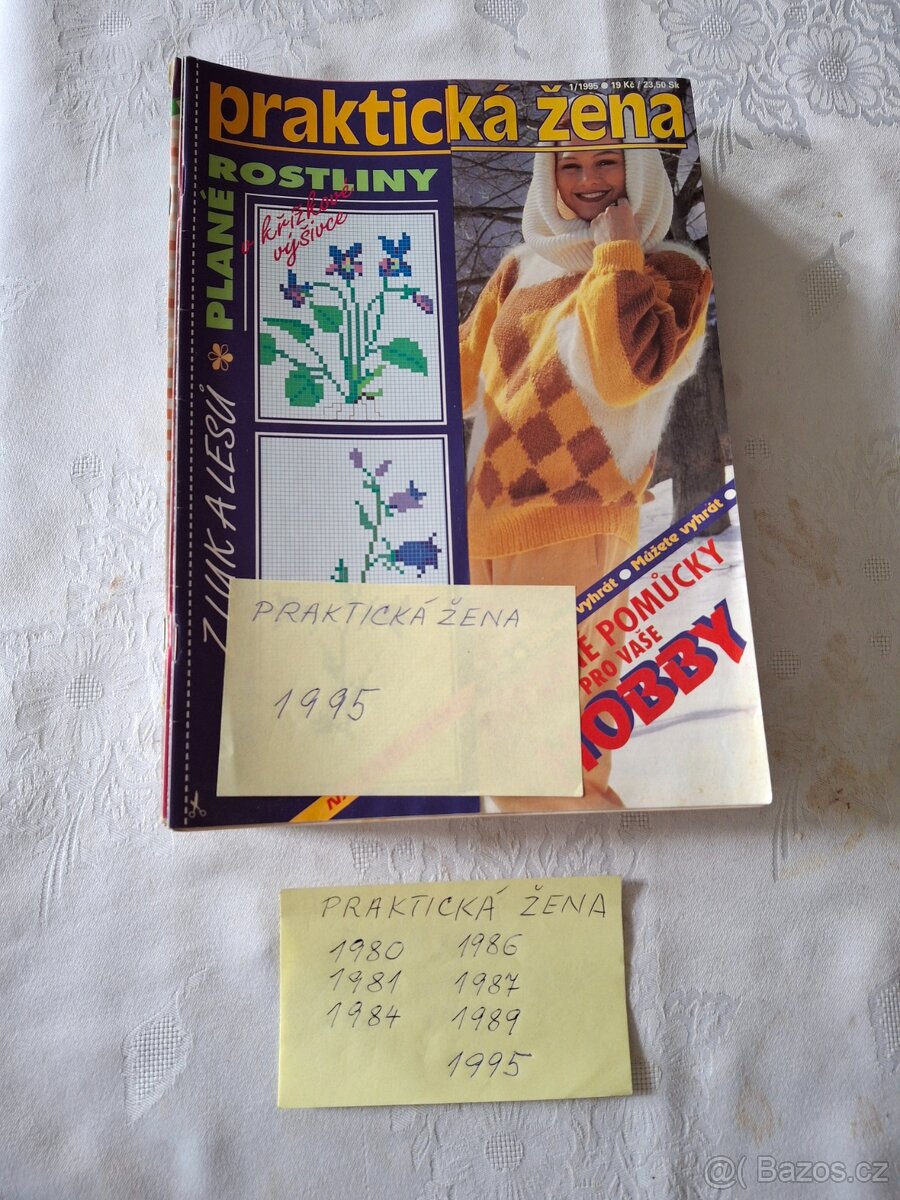 praktická žena
1/1995 ● 19 Kč / 23,50 Sk
PLANÉ
ROSTLINY
v křížkové
výšivce
Z LUK A LESŮ
vyhrát ● Můžete vyhrát ●
POMŮCKY
PRO VAŠE
HOBBY
PRAKTICKÁ ŽENA
1995
PRAKTICKÁ ŽENA
1980 1986
1981 1987
1984 1989
1995
@( Bazos.cz